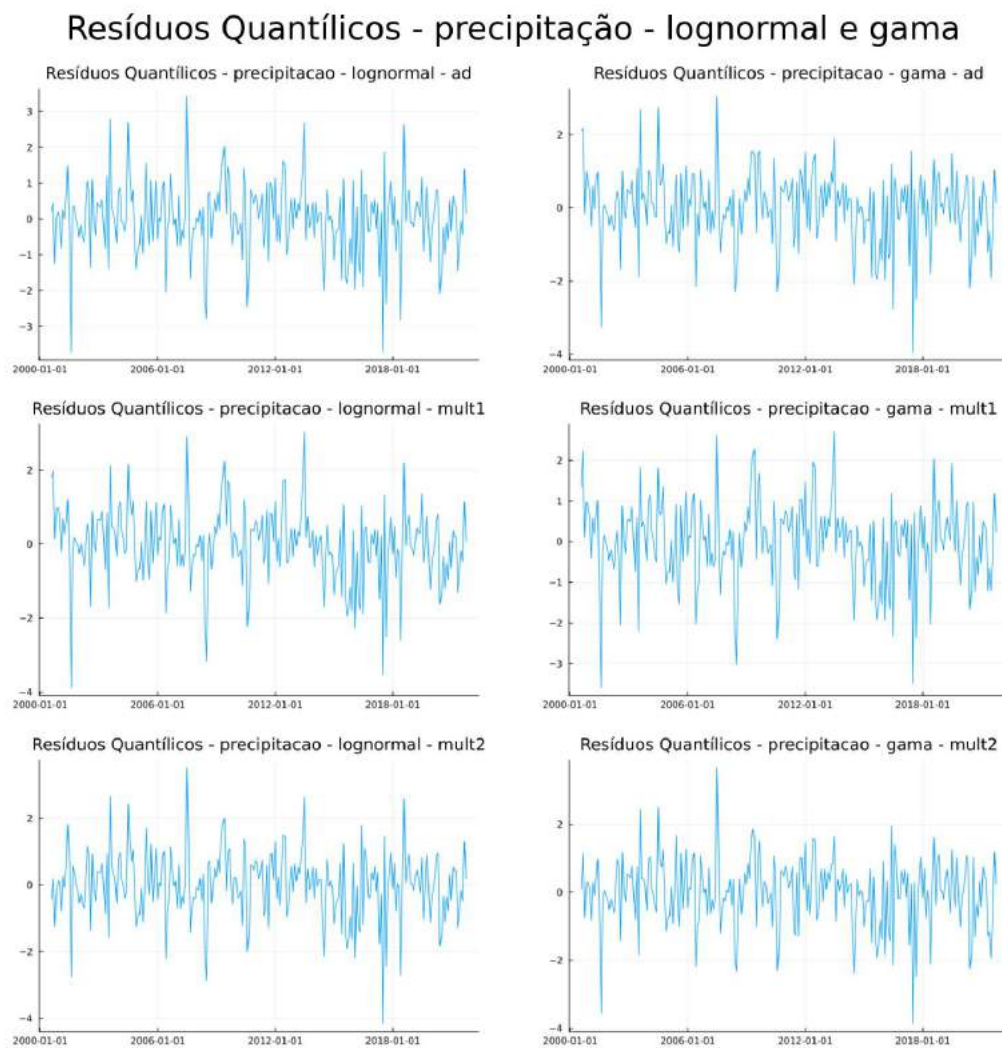 Resíduos Quantílicos - precipitação - lognormal e gama
Resíduos Quantílicos - precipitacao - lognormal - ad
3
2
1
0
−1
−2
−3
2000-01-01 2006-01-01 2012-01-01 2018-01-01
Resíduos Quantílicos - precipitacao - gama - ad
2
0
−2
−4
2000-01-01 2006-01-01 2012-01-01 2018-01-01
Resíduos Quantílicos - precipitacao - lognormal - mult1
2
0
−2
−4
2000-01-01 2006-01-01 2012-01-01 2018-01-01
Resíduos Quantílicos - precipitacao - gama - mult1
2
1
0
−1
−2
−3
2000-01-01 2006-01-01 2012-01-01 2018-01-01
Resíduos Quantílicos - precipitacao - lognormal - mult2
2
0
−2
−4
2000-01-01 2006-01-01 2012-01-01 2018-01-01
Resíduos Quantílicos - precipitacao - gama - mult2
2
0
−2
−4
2000-01-01 2006-01-01 2012-01-01 2018-01-01